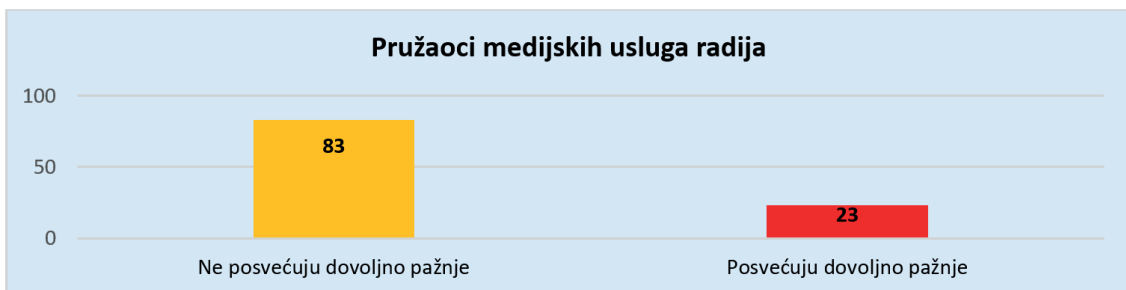 Pružaoci medijskih usluga radija
100
83
50
23
0
Ne posvećuju dovoljno pažnje
Posvećuju dovoljno pažnje